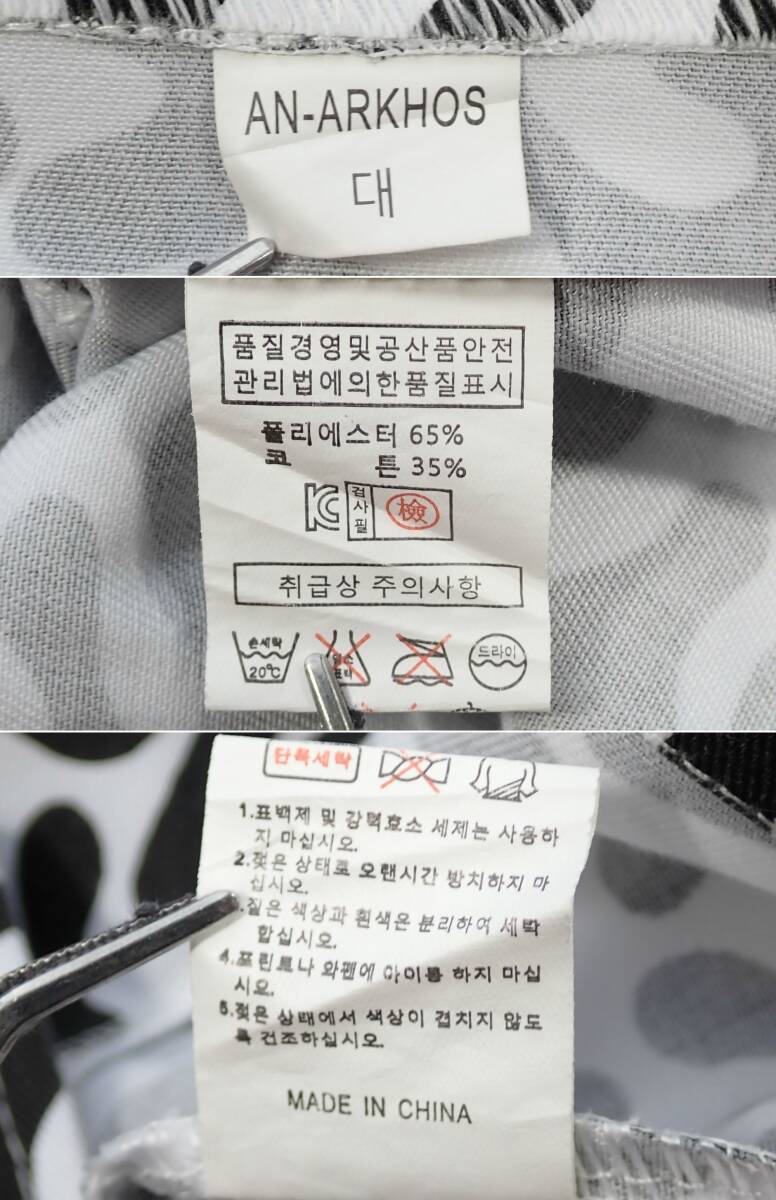 AN-ARKHOS
대
품질경영및공산품안전
관리법에의한품질표시
폴리에스터 65%
코 튼 35%
검사필 檢
취급상 주의사항
손세탁 드라이
20℃
단독세탁
1.표백제 및 강력효소 세제는 사용하
지 마십시오.
2.젖은 상태로 오랜시간 방치하지 마
십시오.
.짙은 색상과 흰색은 분리하여 세탁
합십시오.
4.프린트나 와펜에 아이롱 하지 마십
시오.
5.젖은 상태에서 색상이 겹치지 않도
록 건조하십시오.
MADE IN CHINA